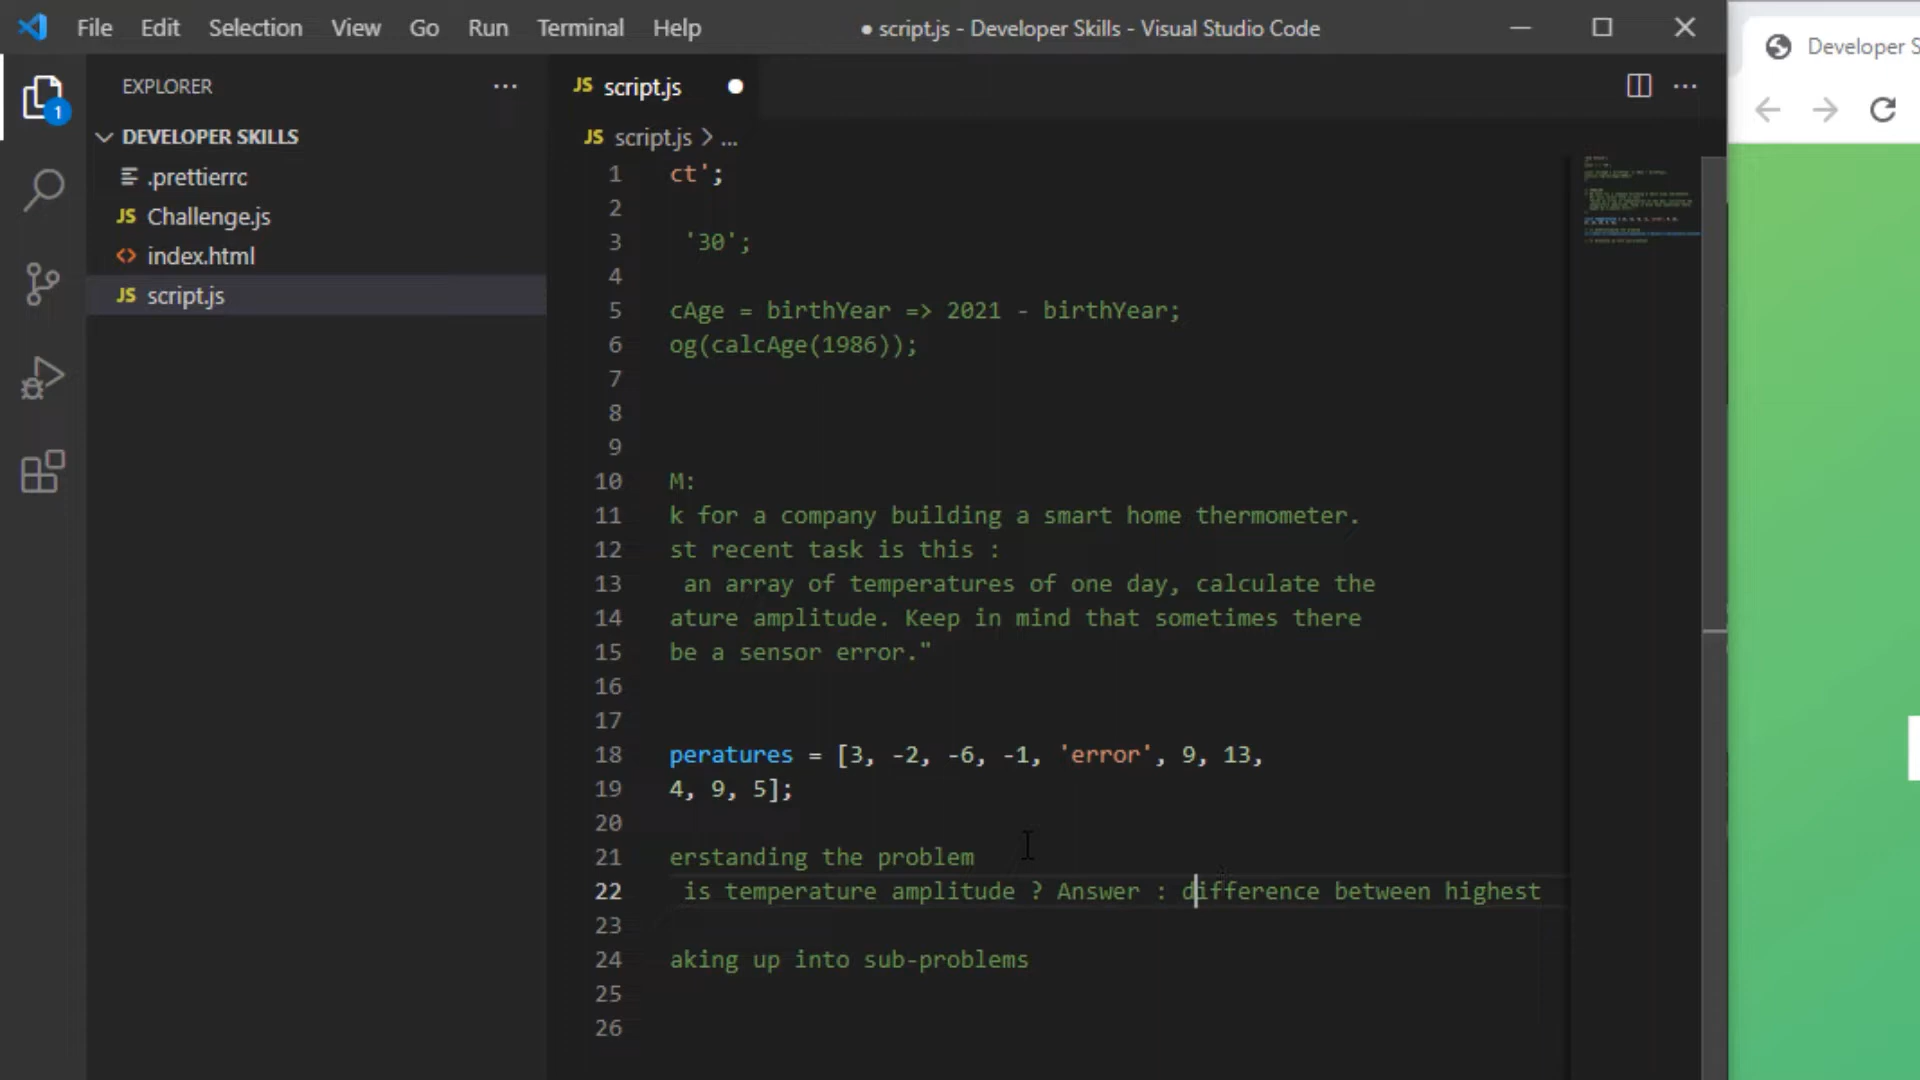 File Edit Selection View Go Run Terminal Help
● script.js - Developer Skills - Visual Studio Code
Developer S
EXPLORER
JS script.js
1
DEVELOPER SKILLS
JS script.js > ...
.prettierrc
JS Challenge.js
<> index.html
JS script.js
1 ct';
2
3 '30';
4
5 cAge = birthYear => 2021 - birthYear;
6 og(calcAge(1986));
7
8
9
10 M:
11 k for a company building a smart home thermometer.
12 st recent task is this :
13 an array of temperatures of one day, calculate the
14 ature amplitude. Keep in mind that sometimes there
15 be a sensor error."
16
17
18 peratures = [3, -2, -6, -1, 'error', 9, 13,
19 4, 9, 5];
20
21 erstanding the problem
22 is temperature amplitude ? Answer : difference between highest
23
24 aking up into sub-problems
25
26